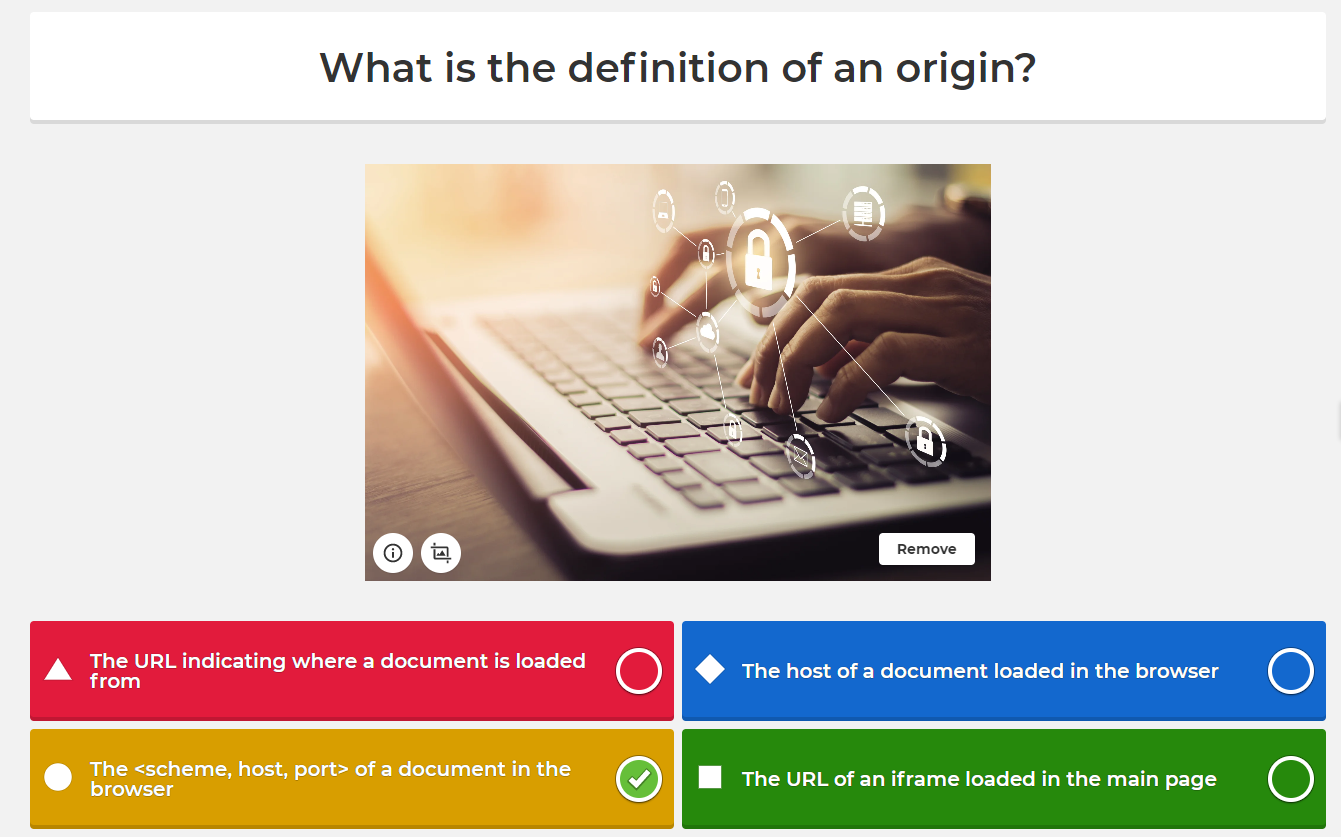 What is the definition of an origin?
Remove
The URL indicating where a document is loaded
from
The host of a document loaded in the browser
The <scheme, host, port> of a document in the
browser
The URL of an iframe loaded in the main page